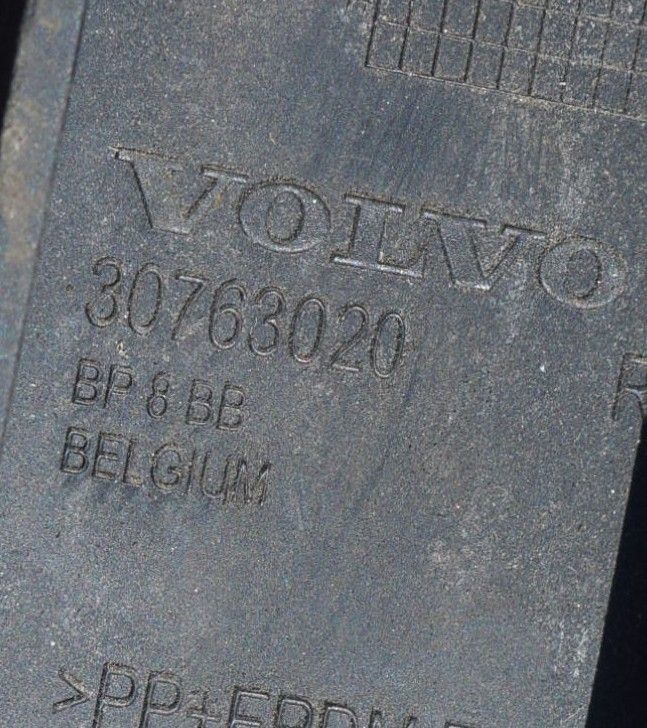 VOLVO
30763020
BP 8 BB
BELGIUM
>PP+EPDM